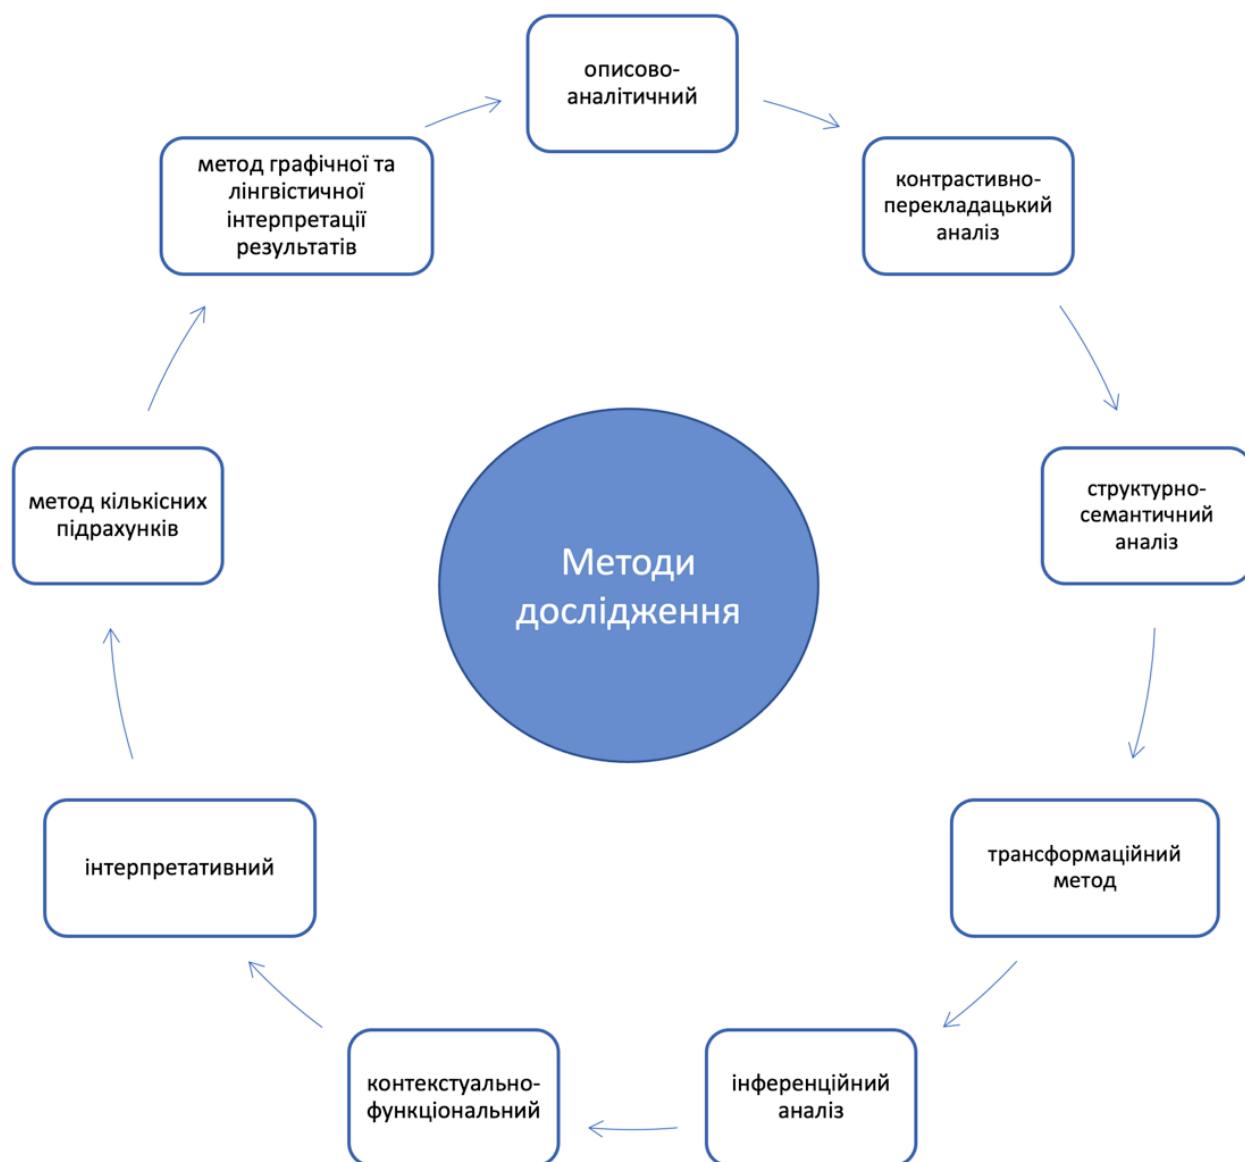 описово-
аналітичний
контрастивно-
перекладацький
аналіз
структурно-
семантичний
аналіз
трансформаційний
метод
інференційний
аналіз
контекстуально-
функціональний
інтерпретативний
метод кількісних
підрахунків
метод графічної та
лінгвістичної
інтерпретації
результатів
Методи
дослідження